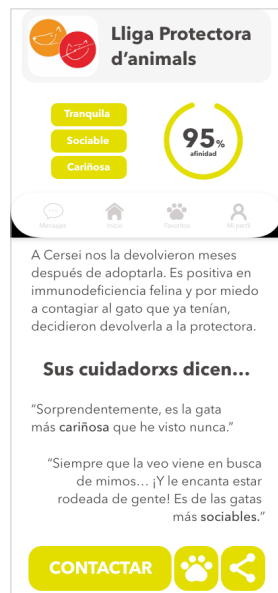 Lliga Protectora
d’animals
Tranquila
Sociable
Cariñosa
95%
afinidad
Mensajes
Inicio
Favoritos
Mi perfil
A Cersei nos la devolvieron meses
después de adoptarla. Es positiva en
immunodeficiencia felina y por miedo
a contagiar al gato que ya tenían,
decidieron devolverla a la protectora.
Sus cuidadorxs dicen...
“Sorprendentemente, es la gata
más cariñosa que he visto nunca.”
“Siempre que la veo viene en busca
de mimos... ¡Y le encanta estar
rodeada de gente! Es de las gatas
más sociables.”
CONTACTAR